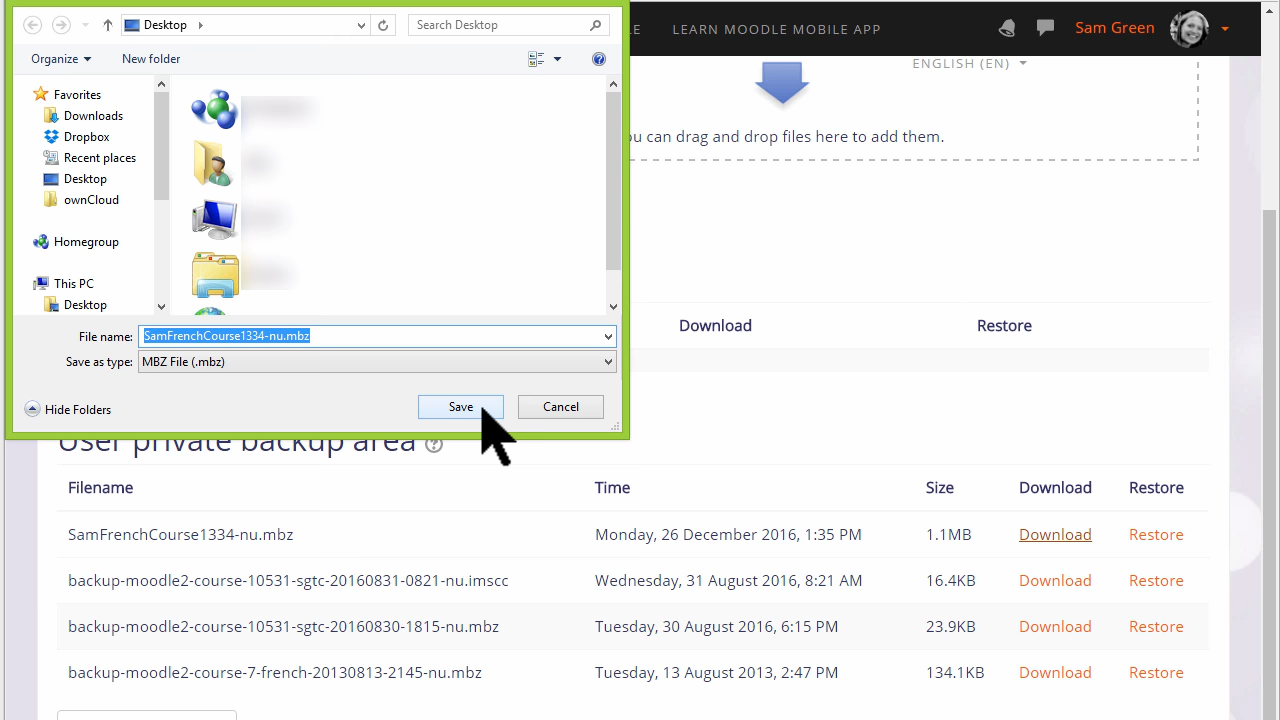 Desktop
Search Desktop
LE
LEARN MOODLE MOBILE APP
Sam Green
Organize
New folder
ENGLISH (EN)
Favorites
Downloads
Dropbox
Recent places
Desktop
ownCloud
Homegroup
This PC
Desktop
ou can drag and drop files here to add them.
File name: SamFrenchCourse1334-nu.mbz
Save as type: MBZ File (.mbz)
Hide Folders
Save
Cancel
Download
Restore
User private backup area
Filename Time Size Download Restore
SamFrenchCourse1334-nu.mbz Monday, 26 December 2016, 1:35 PM 1.1MB Download Restore
backup-moodle2-course-10531-sgtc-20160831-0821-nu.imscc Wednesday, 31 August 2016, 8:21 AM 16.4KB Download Restore
backup-moodle2-course-10531-sgtc-20160830-1815-nu.mbz Tuesday, 30 August 2016, 6:15 PM 23.9KB Download Restore
backup-moodle2-course-7-french-20130813-2145-nu.mbz Tuesday, 13 August 2013, 2:47 PM 134.1KB Download Restore